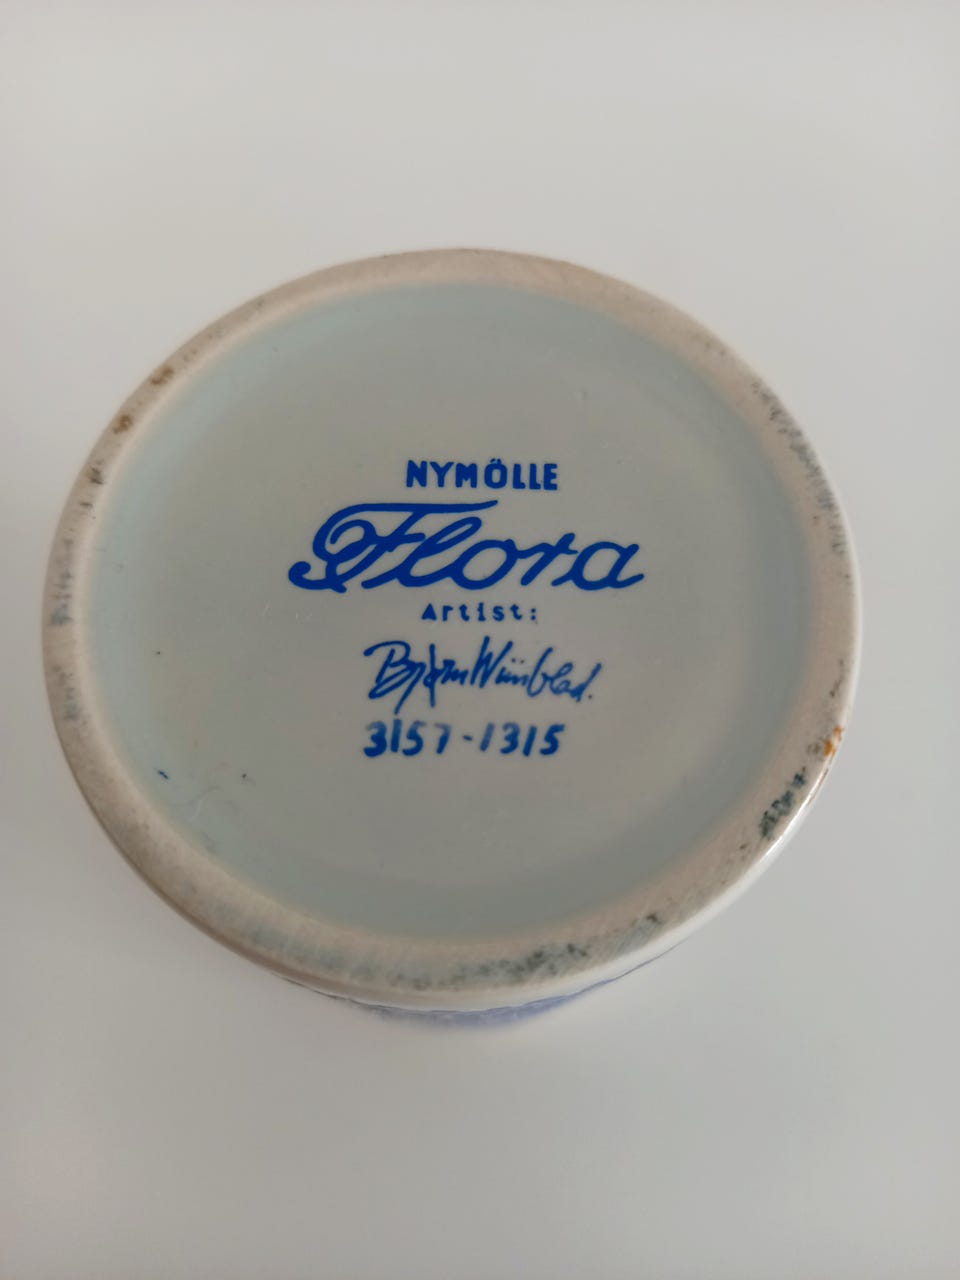 NYMÖLLE
Flora
Artist:
Bjørn Wiinblad.
3157-1315